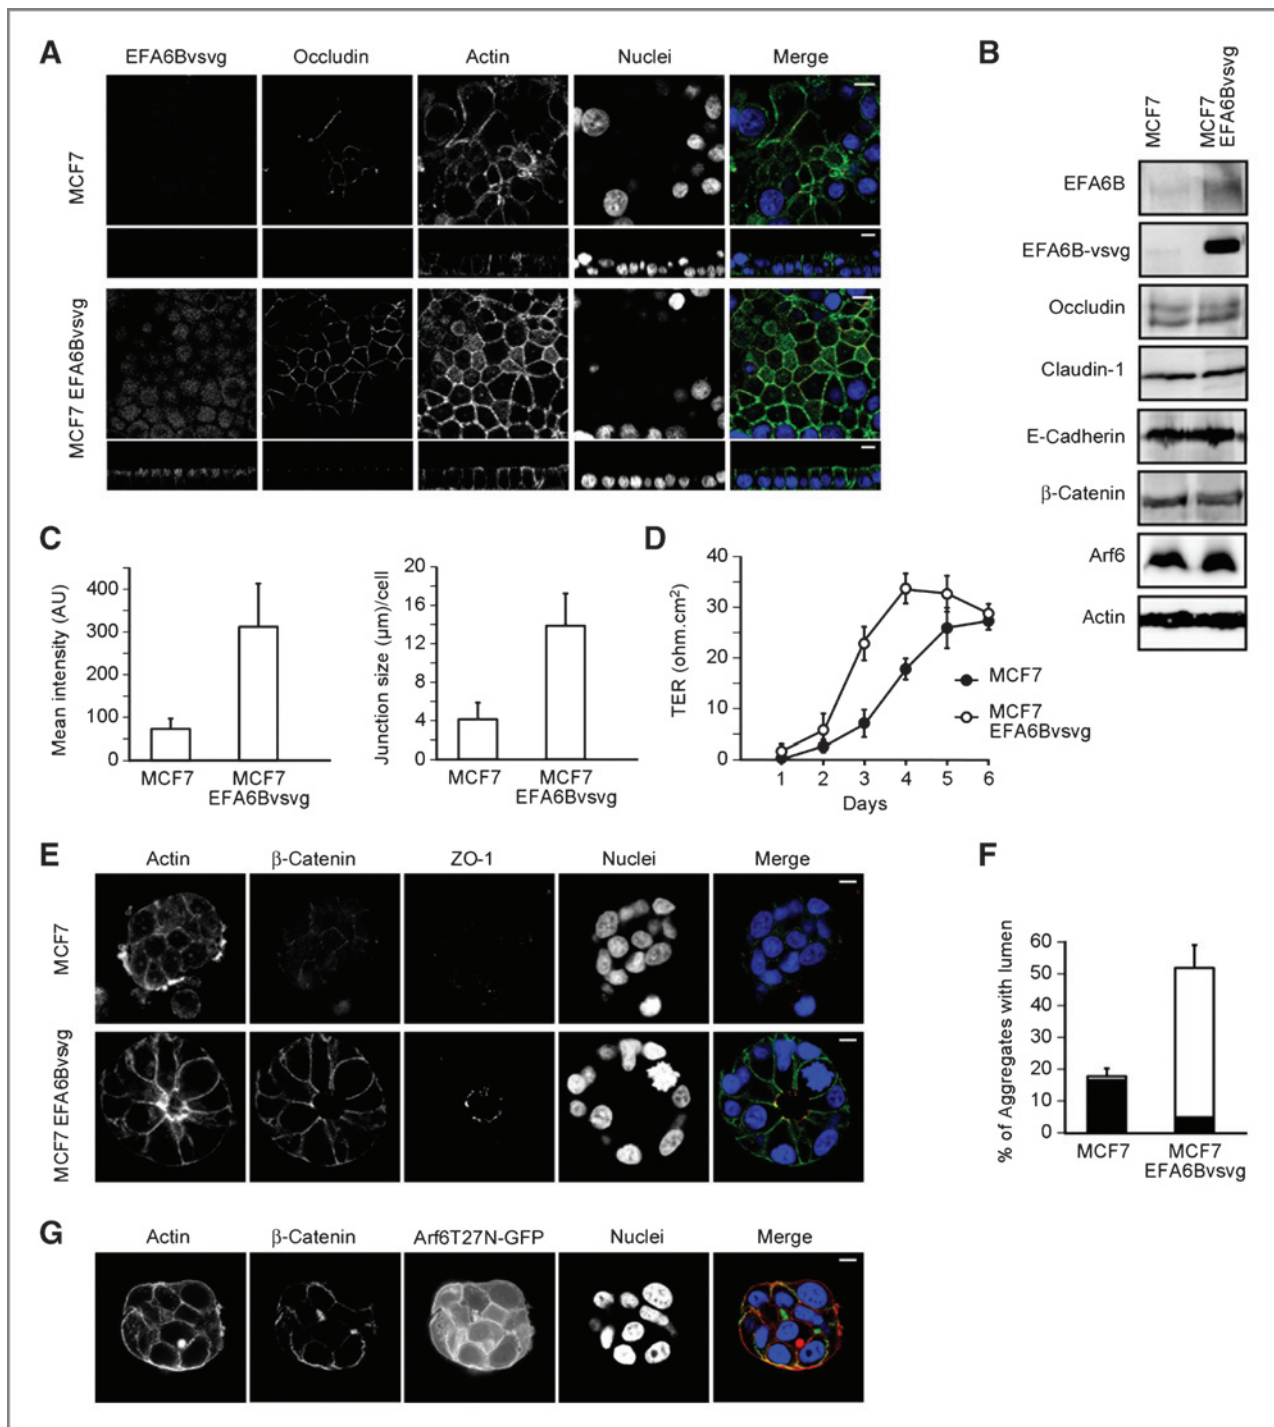 A
EFA6Bvsvg Occludin Actin Nuclei Merge
MCF7
MCF7 EFA6Bvsvg
B
MCF7
MCF7
EFA6Bvsvg
EFA6B
EFA6B-vsvg
Occludin
Claudin-1
E-Cadherin
β-Catenin
Arf6
Actin
C
Mean intensity (AU)
400
300
200
100
0
MCF7
MCF7
EFA6Bvsvg
Junction size (μm)/cell
20
16
12
8
4
0
MCF7
MCF7
EFA6Bvsvg
D
TER (ohm.cm²)
40
30
20
10
0
1 2 3 4 5 6
Days
MCF7
MCF7
EFA6Bvsvg
E
Actin β-Catenin ZO-1 Nuclei Merge
MCF7
MCF7 EFA6Bvsvg
F
% of Aggregates with lumen
60
50
40
30
20
10
0
MCF7
MCF7
EFA6Bvsvg
G
Actin β-Catenin Arf6T27N-GFP Nuclei Merge